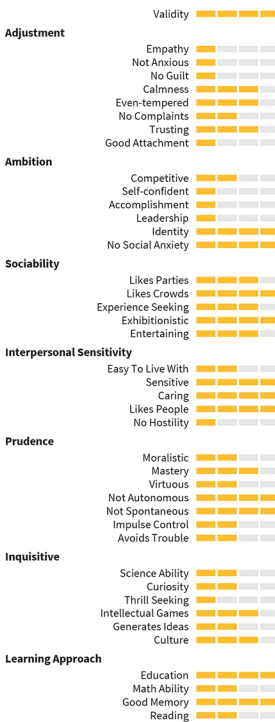 Validity
Adjustment
Empathy
Not Anxious
No Guilt
Calmness
Even-tempered
No Complaints
Trusting
Good Attachment
Ambition
Competitive
Self-confident
Accomplishment
Leadership
Identity
No Social Anxiety
Sociability
Likes Parties
Likes Crowds
Experience Seeking
Exhibitionistic
Entertaining
Interpersonal Sensitivity
Easy To Live With
Sensitive
Caring
Likes People
No Hostility
Prudence
Moralistic
Mastery
Virtuous
Not Autonomous
Not Spontaneous
Impulse Control
Avoids Trouble
Inquisitive
Science Ability
Curiosity
Thrill Seeking
Intellectual Games
Generates Ideas
Culture
Learning Approach
Education
Math Ability
Good Memory
Reading